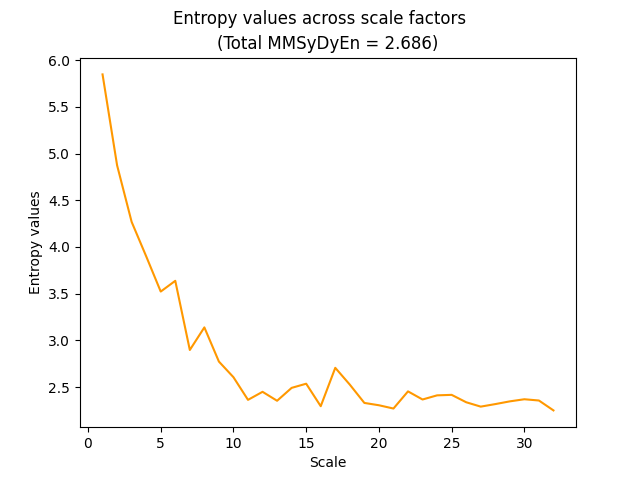 Entropy values across scale factors
(Total MMSyDyEn = 2.686)
6.0
5.5
5.0
4.5
4.0
3.5
3.0
2.5
Entropy values
0 5 10 15 20 25 30
Scale